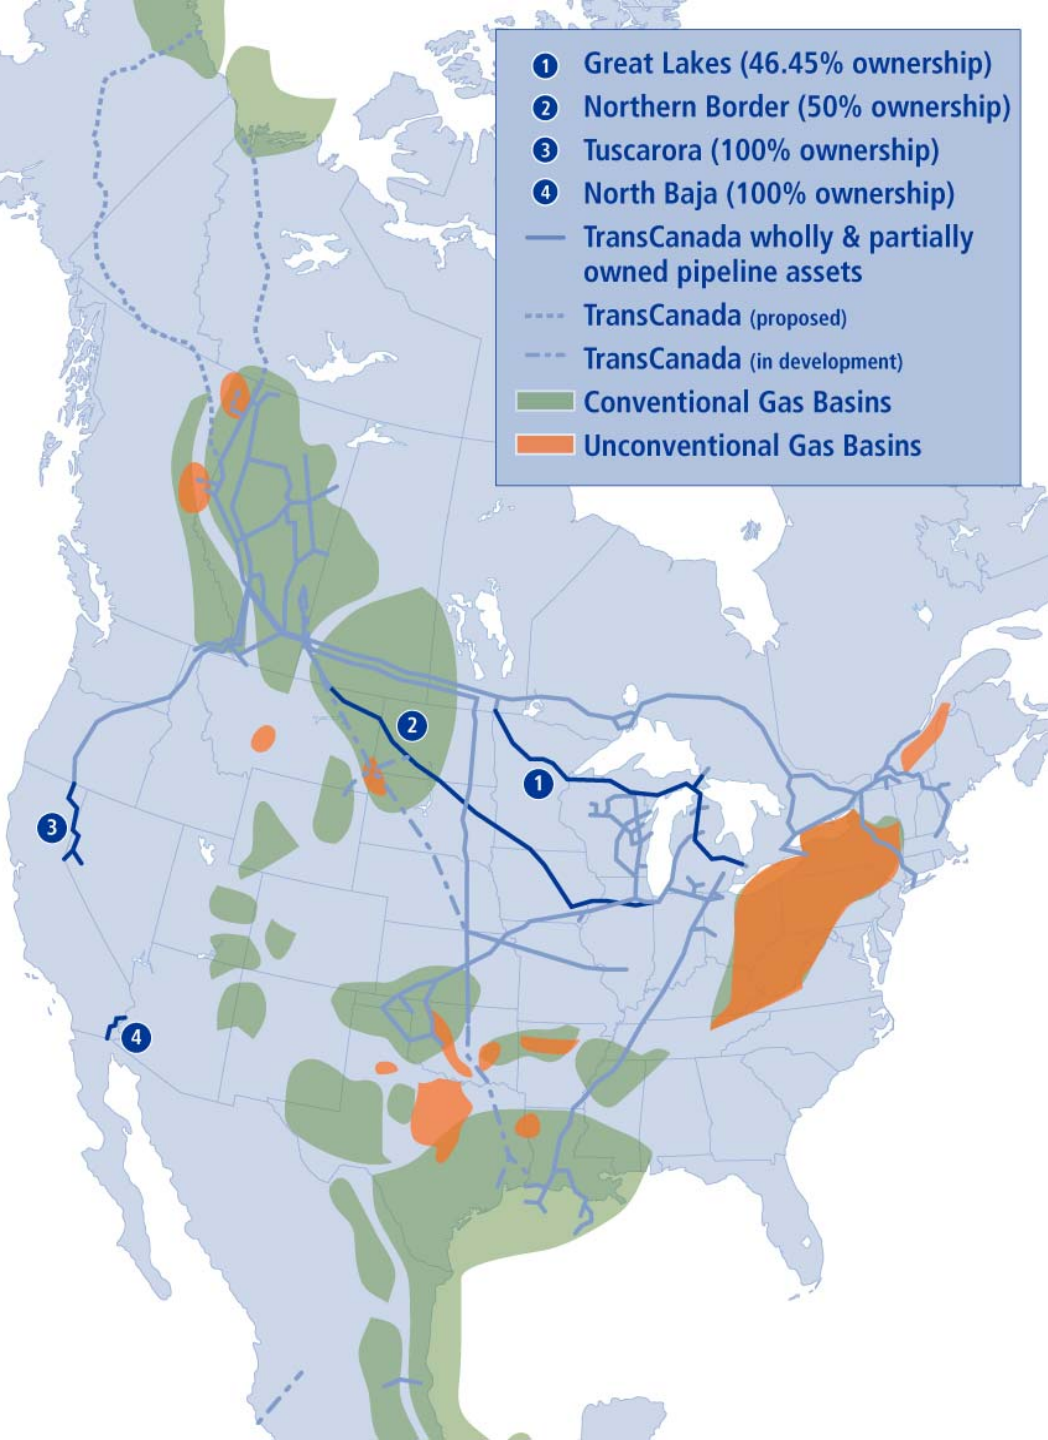 1 Great Lakes (46.45% ownership)
2 Northern Border (50% ownership)
3 Tuscarora (100% ownership)
4 North Baja (100% ownership)
TransCanada wholly & partially
owned pipeline assets
TransCanada (proposed)
TransCanada (in development)
Conventional Gas Basins
Unconventional Gas Basins
2
1
3
4